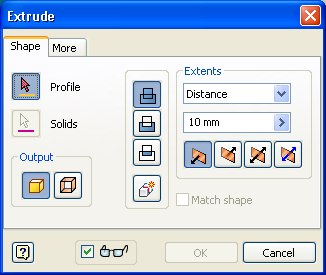 Extrude
Shape
More
Profile
Solids
Output
Extents
Distance
10 mm
Match shape
?
OK
Cancel